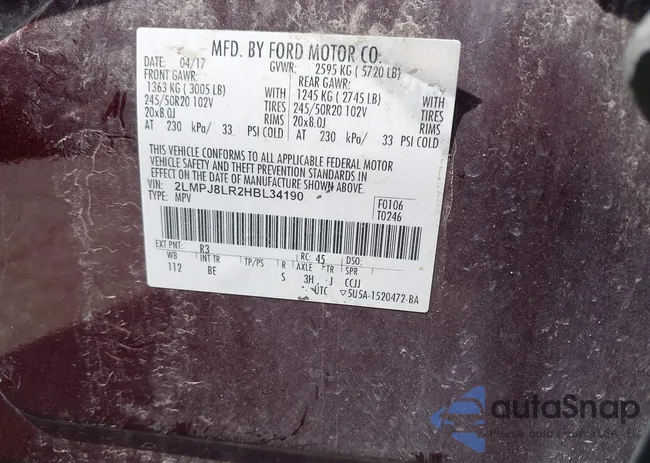 MFD. BY FORD MOTOR CO.
DATE: 04/17 GVWR: 2595 KG ( 5720 LB)
FRONT GAWR: REAR GAWR:
1363 KG ( 3005 LB) WITH 1245 KG ( 2745 LB) WITH
245/50R20 102V TIRES 245/50R20 102V TIRES
20x8.0J RIMS 20x8.0J RIMS
AT 230 kPa/ 33 PSI COLD AT 230 kPa/ 33 PSI COLD
THIS VEHICLE CONFORMS TO ALL APPLICABLE FEDERAL MOTOR
VEHICLE SAFETY AND THEFT PREVENTION STANDARDS IN
EFFECT ON THE DATE OF MANUFACTURE SHOWN ABOVE.
VIN: 2LMPJ8LR2HBL34190 F0106
TYPE: MPV T0246
EXT PNT: R3 RC: 45 DSO:
WB INT TR TP/PS R AXLE TR SPR
112 BE S 3H J CCJJ
UTC ▽5U5A-1520472-BA
autoSnap